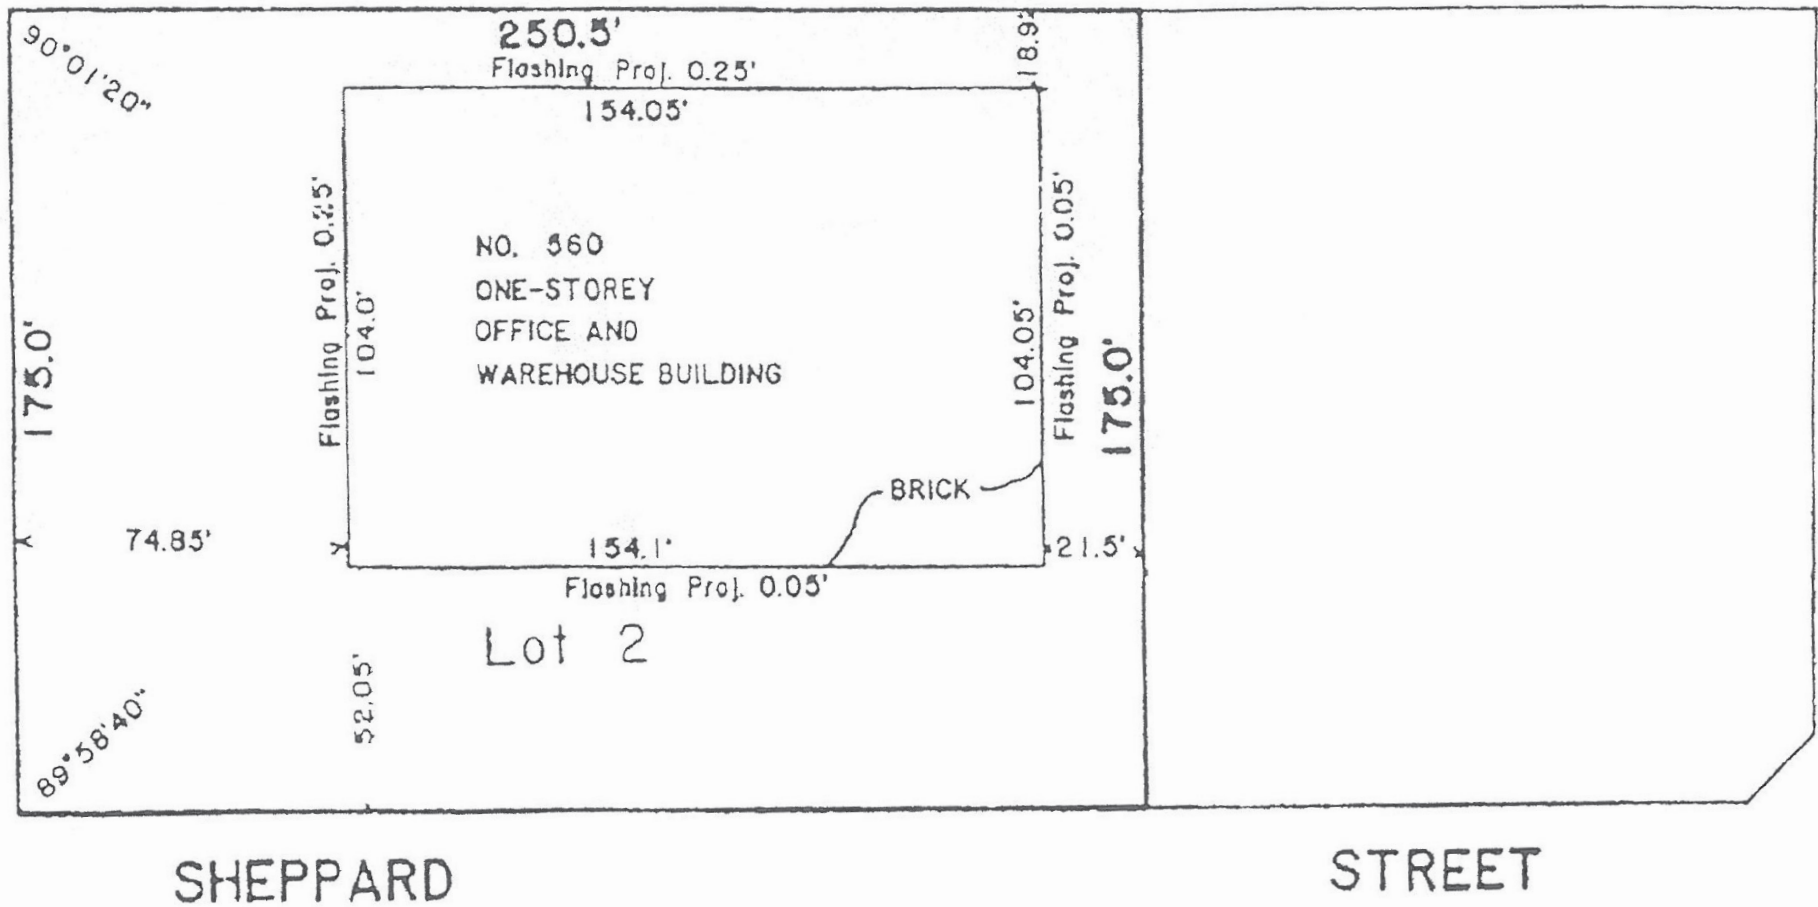 90°01'20"
250.5'
Flashing Proj. 0.25'
18.9'
154.05'
Flashing Proj. 0.25'
104.0'
175.0'
NO. 560
ONE-STOREY
OFFICE AND
WAREHOUSE BUILDING
104.05'
Flashing Proj. 0.05'
175.0'
BRICK
74.85'
154.1'
21.5'
Flashing Proj. 0.05'
Lot 2
52.05'
89°58'40"
SHEPPARD STREET